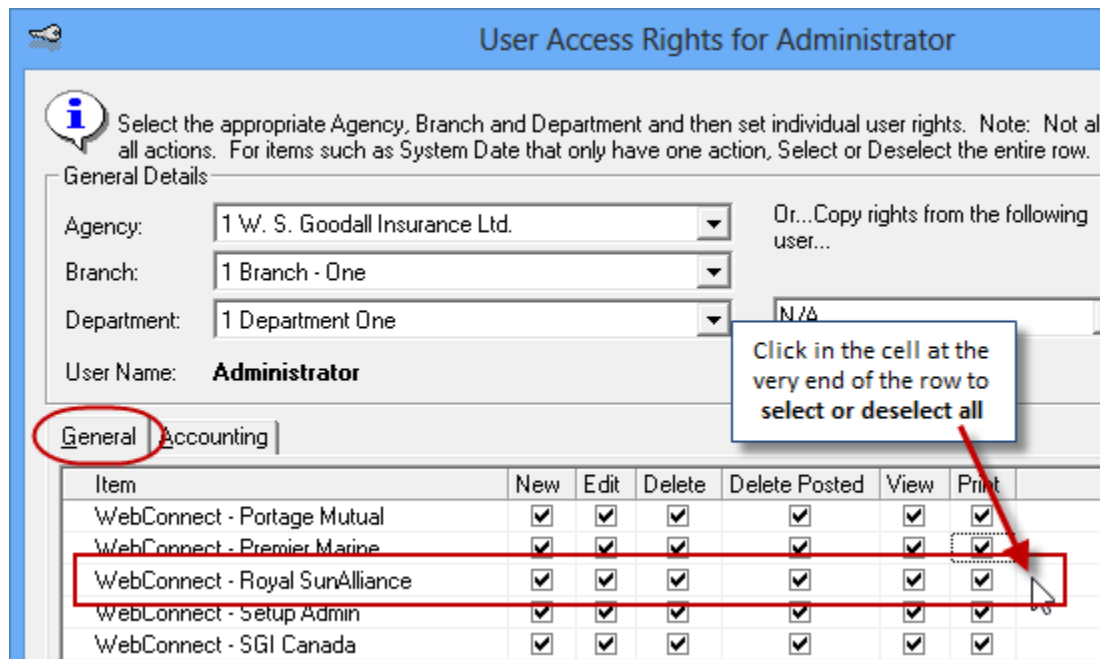 User Access Rights for Administrator
Select the appropriate Agency, Branch and Department and then set individual user rights. Note: Not al
all actions. For items such as System Date that only have one action, Select or Deselect the entire row.
General Details
Agency: 1 W. S. Goodall Insurance Ltd.
Or...Copy rights from the following
user...
Branch: 1 Branch - One
Department: 1 Department One
N/A
User Name: Administrator
Click in the cell at the
very end of the row to
select or deselect all
General Accounting
Item New Edit Delete Delete Posted View Print
WebConnect - Portage Mutual
WebConnect - Premier Marine
WebConnect - Royal SunAlliance
WebConnect - Setup Admin
WebConnect - SGI Canada